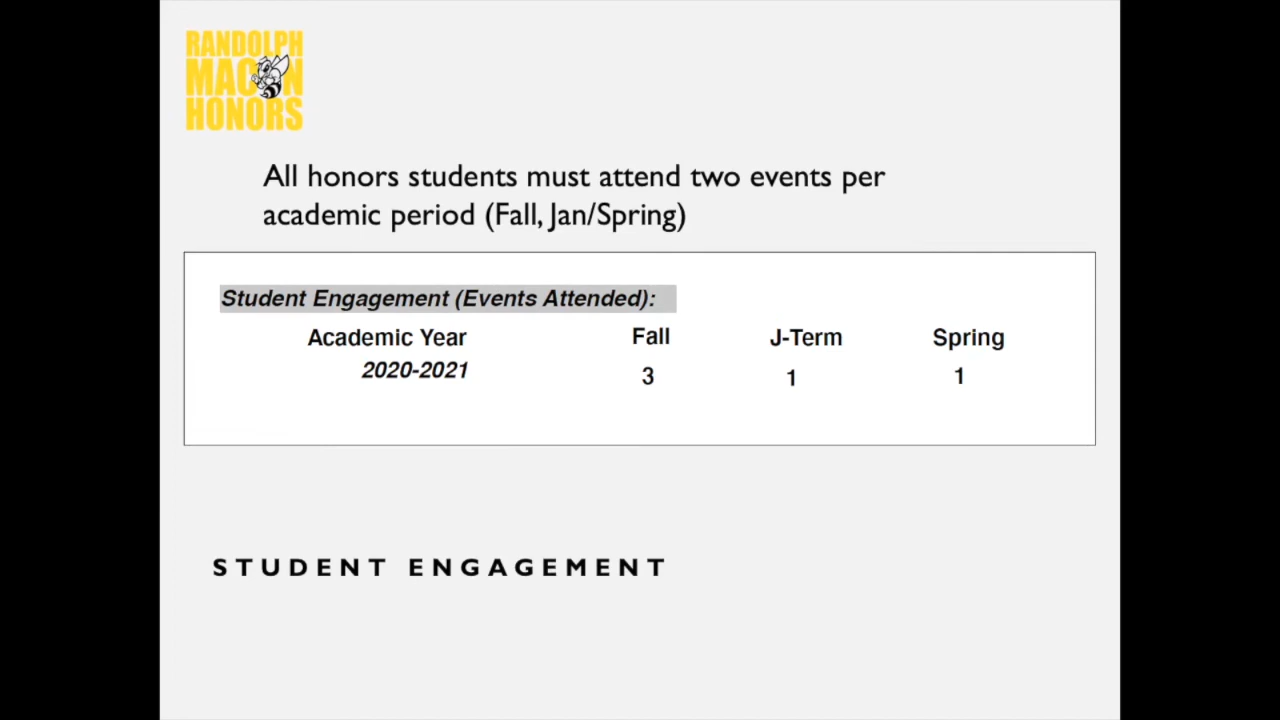 RANDOLPH
MACON
HONORS
All honors students must attend two events per
academic period (Fall, Jan/Spring)
Student Engagement (Events Attended):
Academic Year Fall J-Term Spring
2020-2021 3 1 1
STUDENT ENGAGEMENT